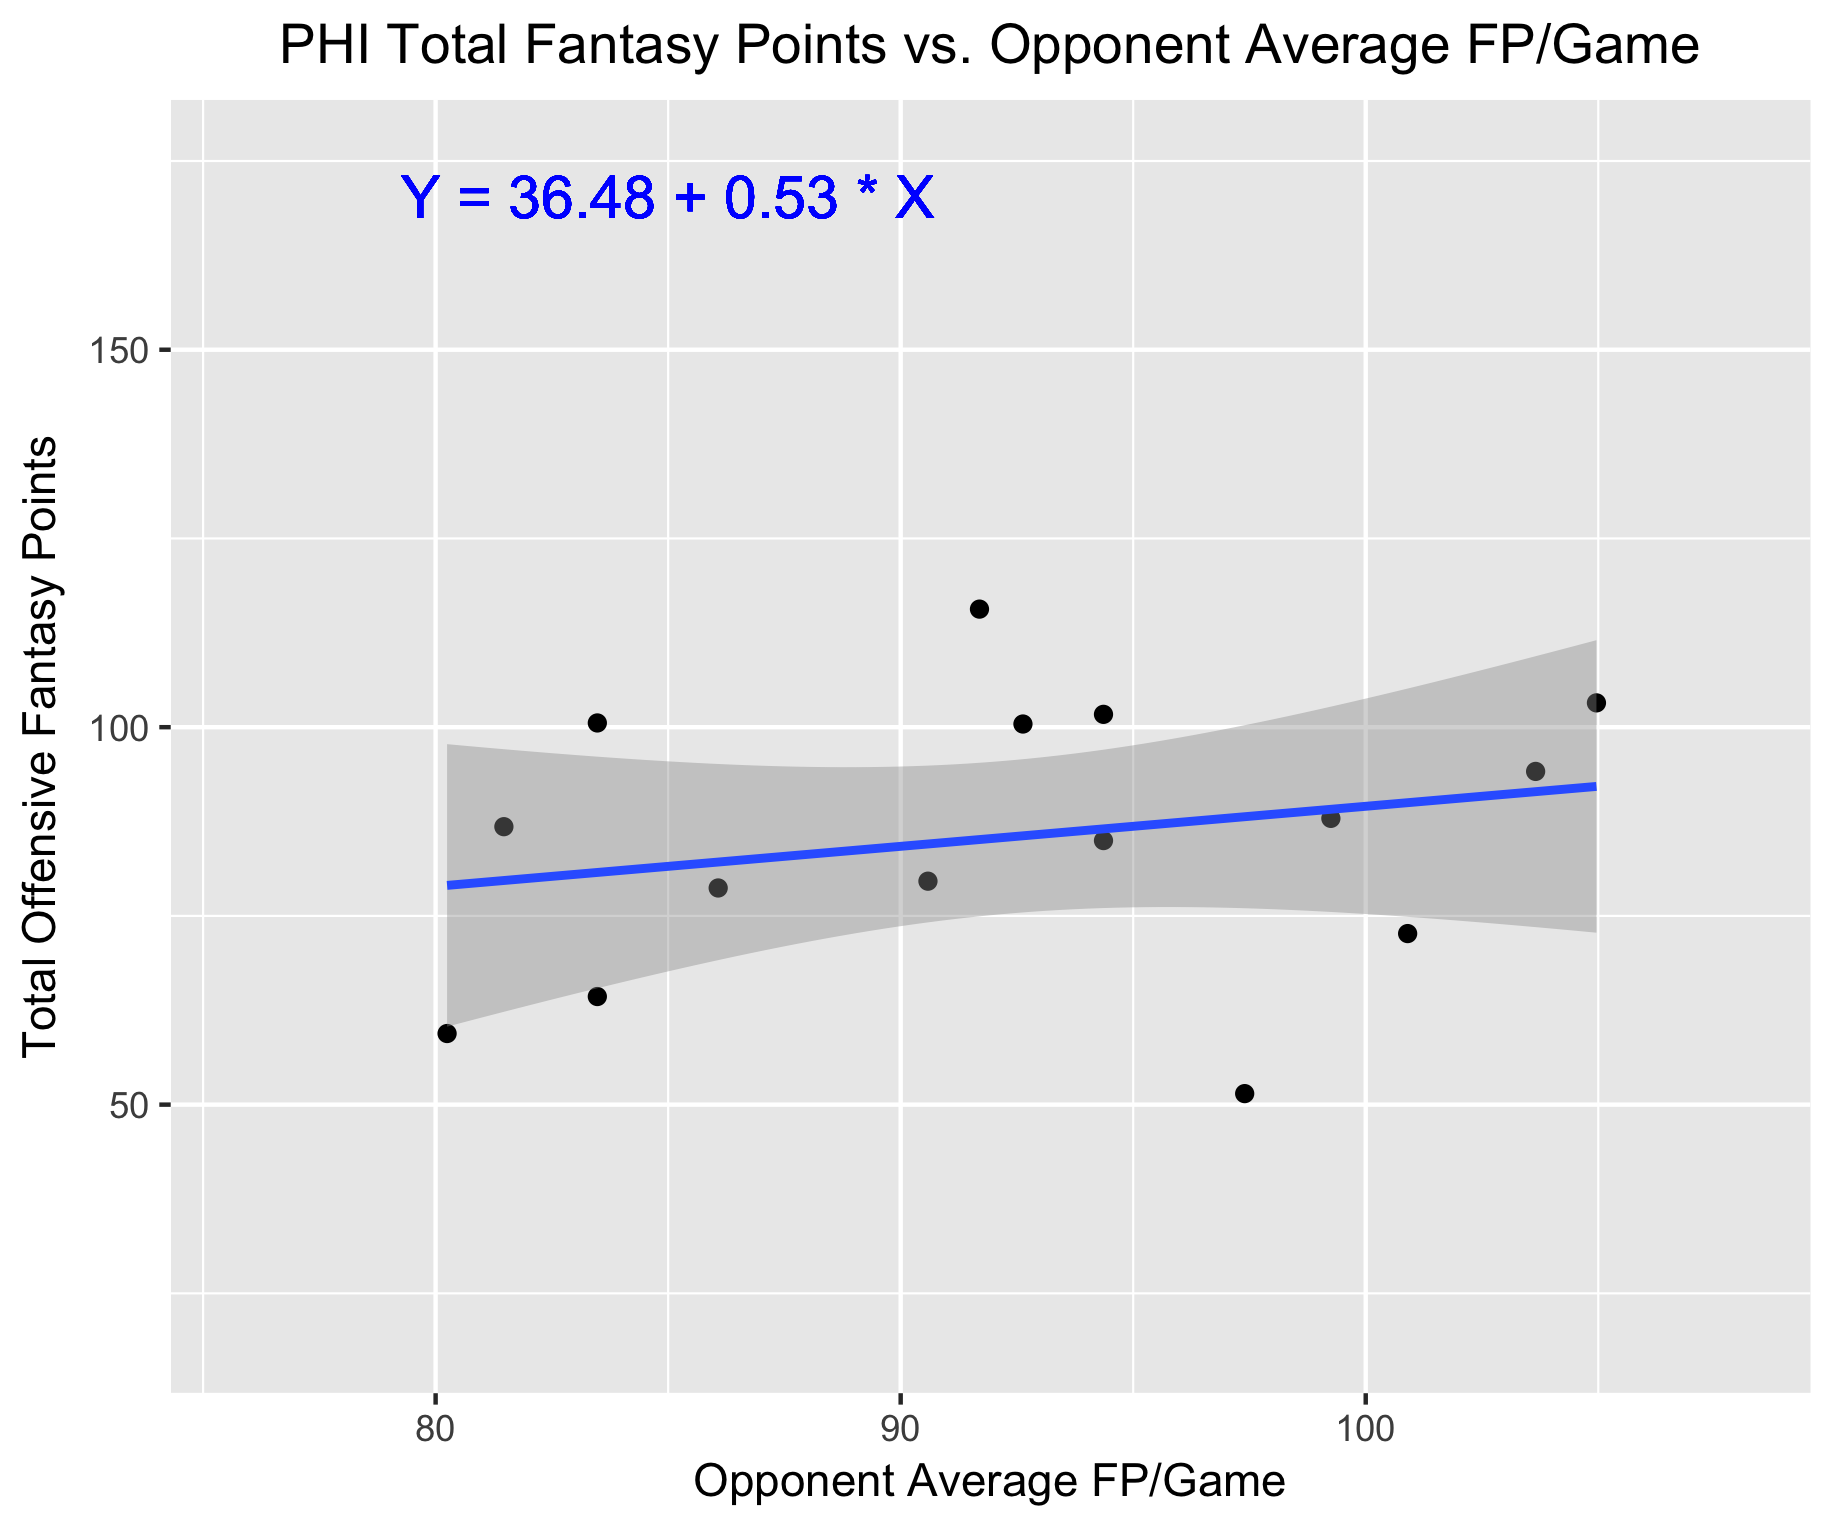 PHI Total Fantasy Points vs. Opponent Average FP/Game
Y = 36.48 + 0.53 * X
Total Offensive Fantasy Points
150
100
50
80
90
100
Opponent Average FP/Game